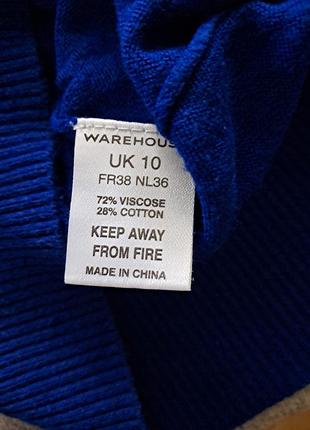 WAREHOUS
UK 10
FR38 NL36
72% VISCOSE
28% COTTON
KEEP AWAY
FROM FIRE
MADE IN CHINA